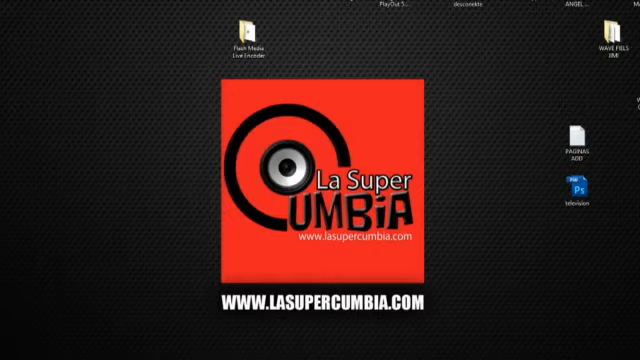 PlayOut S...
desconekte
ANGEL ...
Flash Media
Live Encoder
WAVE FIELS
JIMI
PAGINAS
ADD
Ps
television
La Super
CUMBiA
www.lasupercumbia.com
WWW.LASUPERCUMBIA.COM